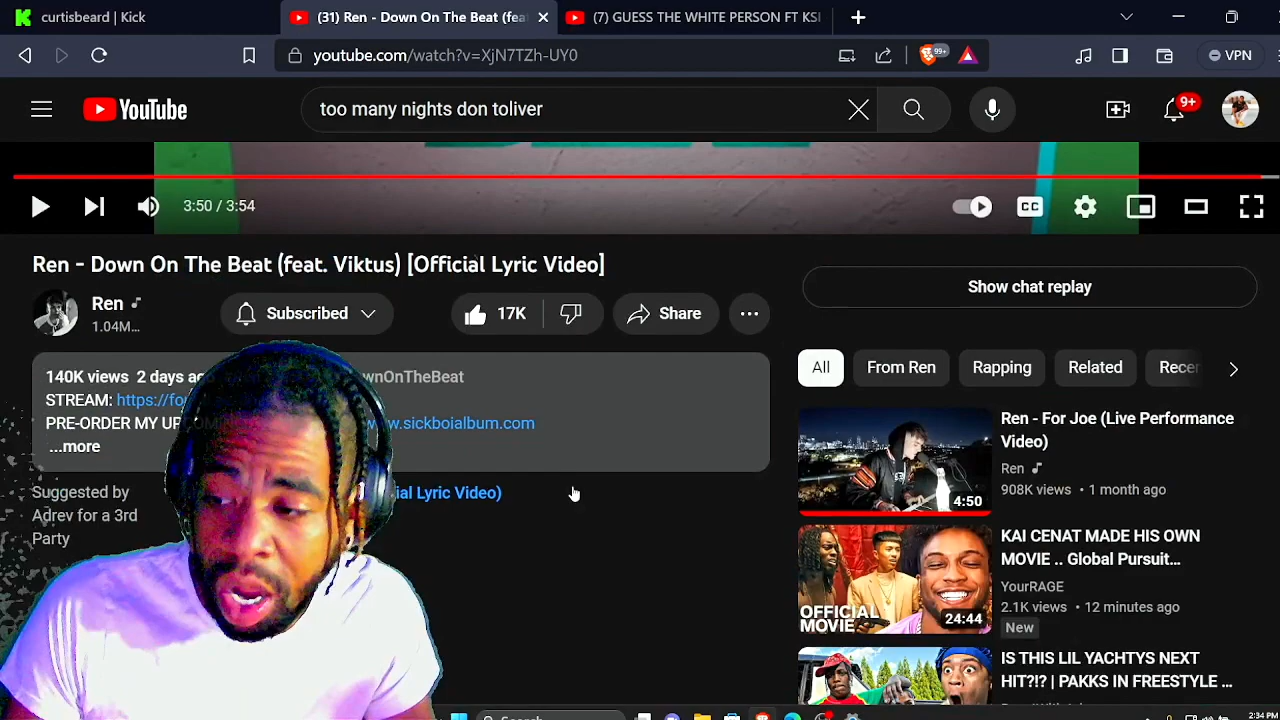 curtisbeard | Kick
(31) Ren - Down On The Beat (fea
(7) GUESS THE WHITE PERSON FT KSI
youtube.com/watch?v=XjN7TZh-UY0
99+
VPN
YouTube
too many nights don toliver
9+
3:50 / 3:54
CC
Ren - Down On The Beat (feat. Viktus) [Official Lyric Video]
Ren
1.04M...
Subscribed
17K
Share
140K views 2 days ag
wnOnTheBeat
STREAM: https://fo
PRE-ORDER MY UPCOMING
w.sickboialbum.com
...more
Suggested by
Adrev for a 3rd
Party
ial Lyric Video)
Show chat replay
All
From Ren
Rapping
Related
Recen
4:50
Ren - For Joe (Live Performance
Video)
Ren
908K views • 1 month ago
OFFICIAL
MOVIE
24:44
KAI CENAT MADE HIS OWN
MOVIE .. Global Pursuit...
YourRAGE
2.1K views • 12 minutes ago
New
IS THIS LIL YACHTYS NEXT
HIT?!? | PAKKS IN FREESTYLE ...
Search
2:34 PM